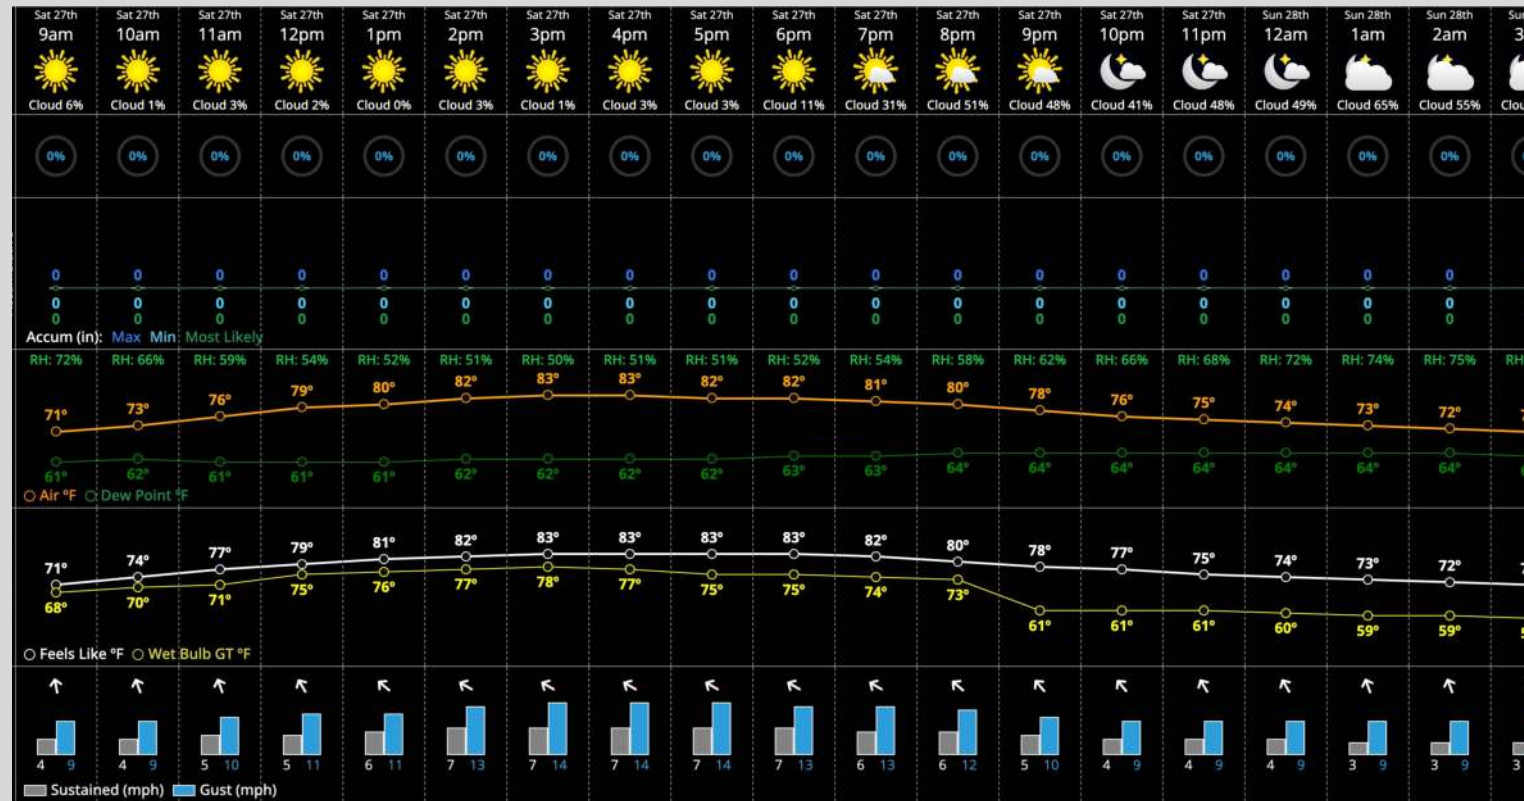 Sat 27th Sat 27th Sat 27th Sat 27th Sat 27th Sat 27th Sat 27th Sat 27th Sat 27th Sat 27th Sat 27th Sat 27th Sat 27th Sat 27th Sat 27th Sun 28th Sun 28th Sun 28th
9am 10am 11am 12pm 1pm 2pm 3pm 4pm 5pm 6pm 7pm 8pm 9pm 10pm 11pm 12am 1am 2am
Cloud 6% Cloud 1% Cloud 3% Cloud 2% Cloud 0% Cloud 3% Cloud 1% Cloud 3% Cloud 3% Cloud 11% Cloud 31% Cloud 51% Cloud 48% Cloud 41% Cloud 48% Cloud 49% Cloud 65% Cloud 55%
0% 0% 0% 0% 0% 0% 0% 0% 0% 0% 0% 0% 0% 0% 0% 0% 0% 0%
0 0 0 0 0 0 0 0 0 0 0 0 0 0 0 0 0 0
0 0 0 0 0 0 0 0 0 0 0 0 0 0 0 0 0 0
0 0 0 0 0 0 0 0 0 0 0 0 0 0 0 0 0 0
Accum (in): Max Min Most Likely
RH: 72% RH: 66% RH: 59% RH: 54% RH: 52% RH: 51% RH: 50% RH: 51% RH: 51% RH: 52% RH: 54% RH: 58% RH: 62% RH: 66% RH: 68% RH: 72% RH: 74% RH: 75% RH
71° 73° 76° 79° 80° 82° 83° 83° 82° 82° 81° 80° 78° 76° 75° 74° 73° 72°
61° 62° 61° 61° 61° 62° 62° 62° 62° 63° 63° 64° 64° 64° 64° 64° 64° 64°
Air °F Dew Point °F
71° 74° 77° 79° 81° 82° 83° 83° 83° 83° 82° 80° 78° 77° 75° 74° 73° 72°
68° 70° 71° 75° 76° 77° 78° 77° 75° 75° 74° 73° 61° 61° 61° 60° 59° 59°
Feels Like °F Wet Bulb GT °F
4 9 4 9 5 10 5 11 6 11 7 13 7 14 7 14 7 14 7 13 6 13 6 12 5 10 4 9 4 9 4 9 3 9 3 9 3
Sustained (mph) Gust (mph)